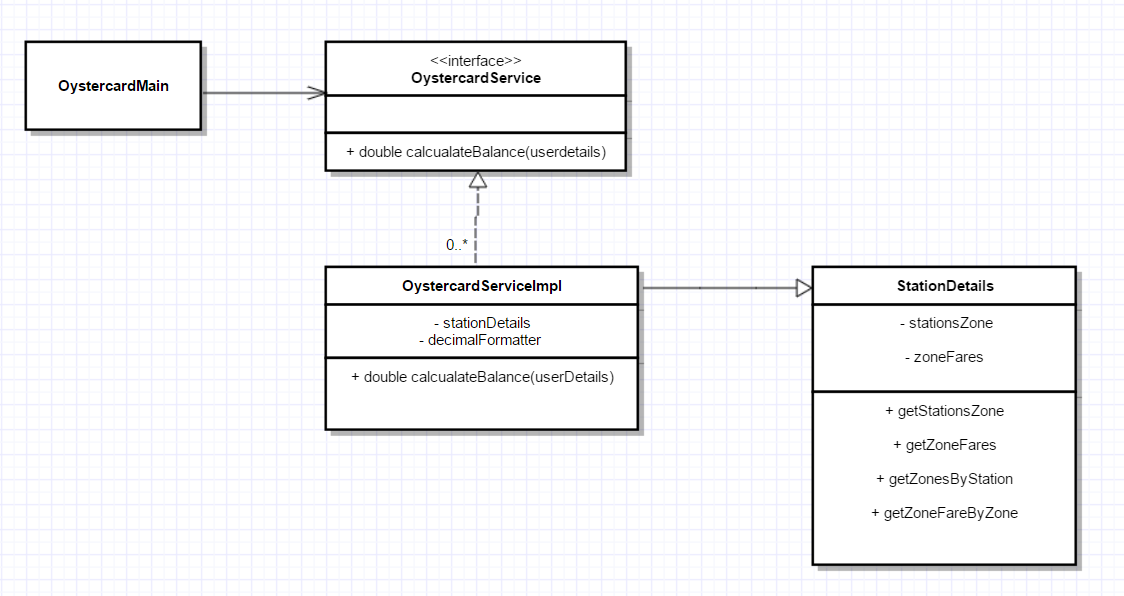 OystercardMain
<<interface>>
OystercardService
+ double calcualateBalance(userdetails)
0..*
OystercardServiceImpl
- stationDetails
- decimalFormatter
+ double calcualateBalance(userDetails)
StationDetails
- stationsZone
- zoneFares
+ getStationsZone
+ getZoneFares
+ getZonesByStation
+ getZoneFareByZone